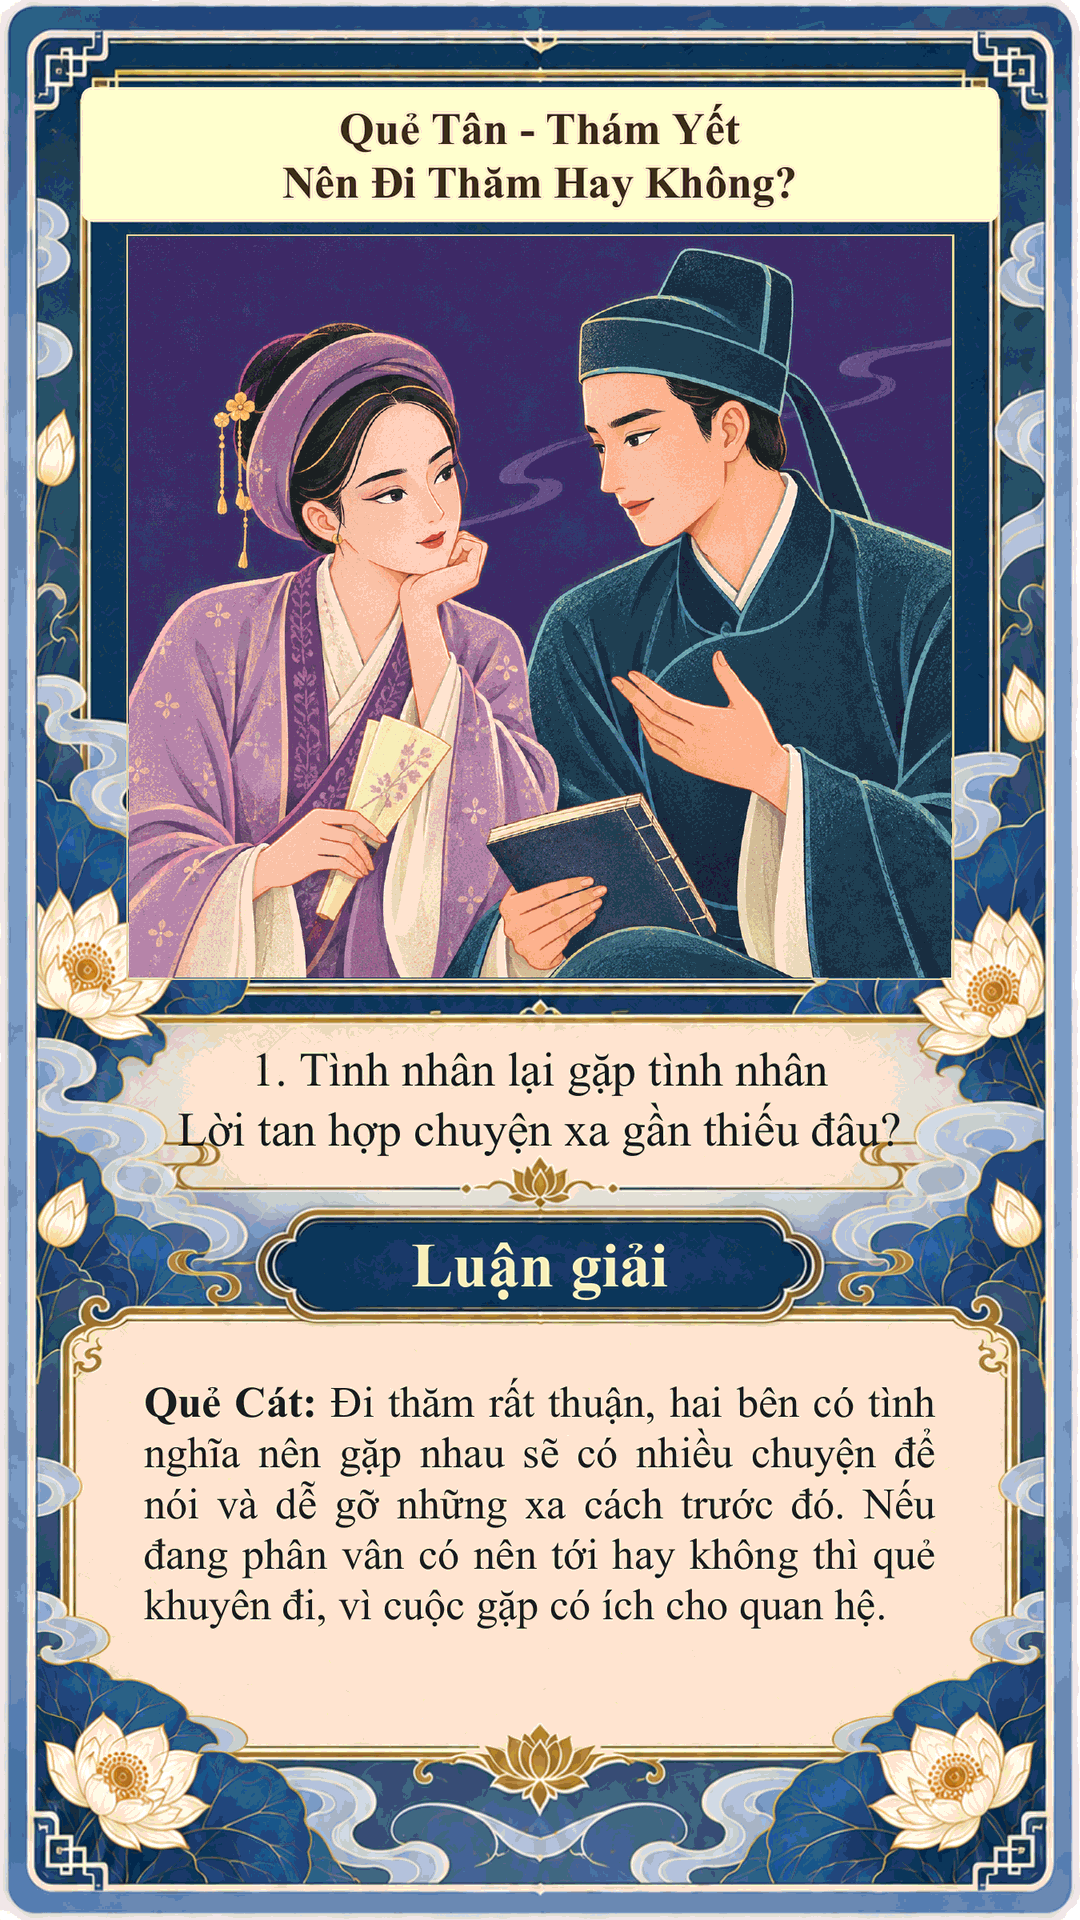 Quẻ Tân - Thám Yết
Nên Đi Thăm Hay Không?
1. Tình nhân lại gặp tình nhân
Lời tan hợp chuyện xa gần thiếu đâu?
Luận giải
Quẻ Cát: Đi thăm rất thuận, hai bên có tình
nghĩa nên gặp nhau sẽ có nhiều chuyện để
nói và dễ gỡ những xa cách trước đó. Nếu
đang phân vân có nên tới hay không thì quẻ
khuyên đi, vì cuộc gặp có ích cho quan hệ.